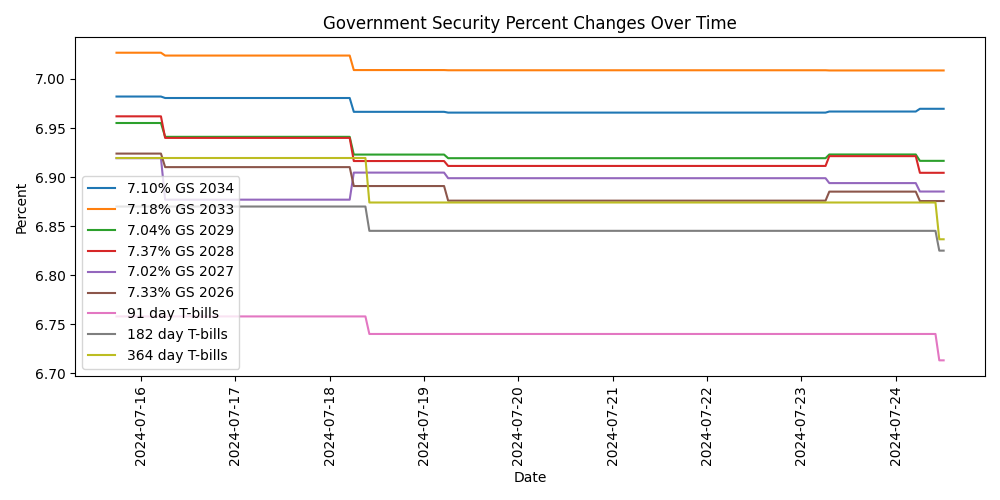 Government Security Percent Changes Over Time
Percent
7.00
6.95
6.90
6.85
6.80
6.75
6.70
7.10% GS 2034
7.18% GS 2033
7.04% GS 2029
7.37% GS 2028
7.02% GS 2027
7.33% GS 2026
91 day T-bills
182 day T-bills
364 day T-bills
2024-07-16
2024-07-17
2024-07-18
2024-07-19
2024-07-20
2024-07-21
2024-07-22
2024-07-23
2024-07-24
Date